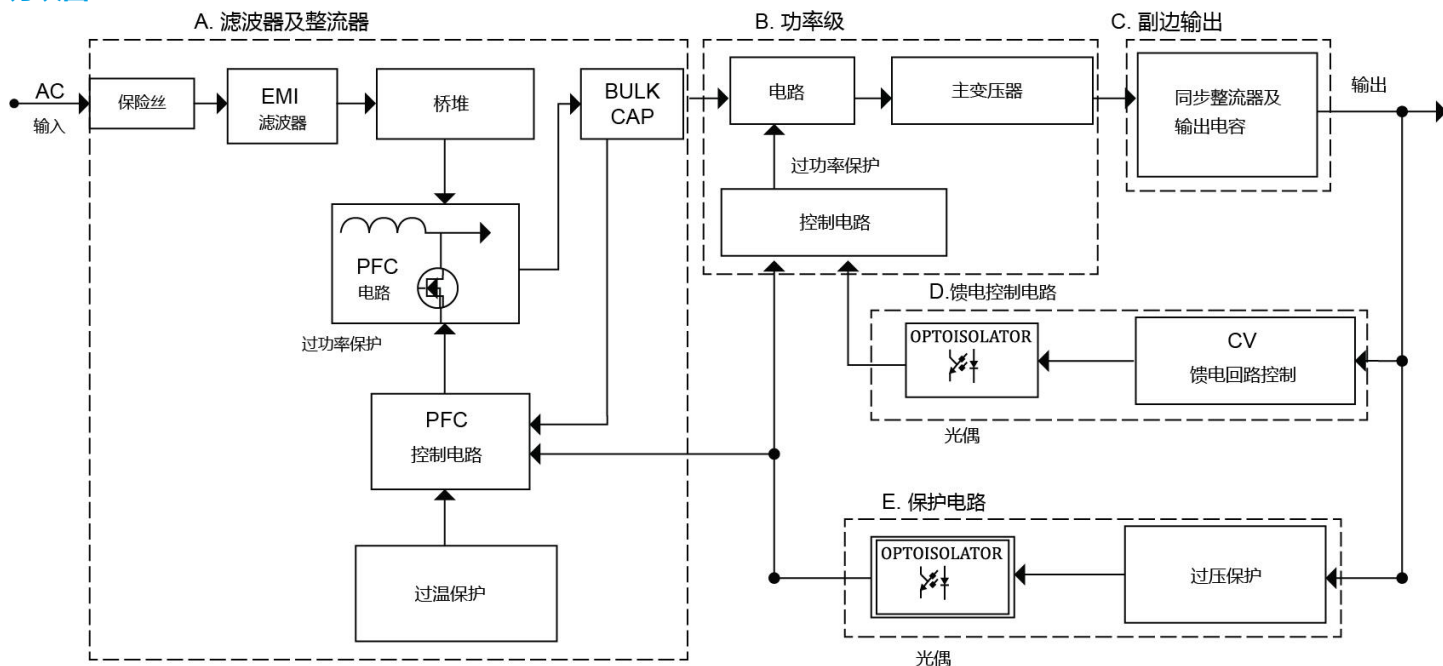 A. 滤波器及整流器
B. 功率级
C. 副边输出
AC
输入
保险丝
EMI
滤波器
桥堆
BULK
CAP
电路
主变压器
同步整流器及
输出电容
输出
过功率保护
控制电路
PFC
电路
过功率保护
D.馈电控制电路
OPTOISOLATOR
CV
馈电回路控制
光偶
PFC
控制电路
E. 保护电路
OPTOISOLATOR
过压保护
过温保护
光偶